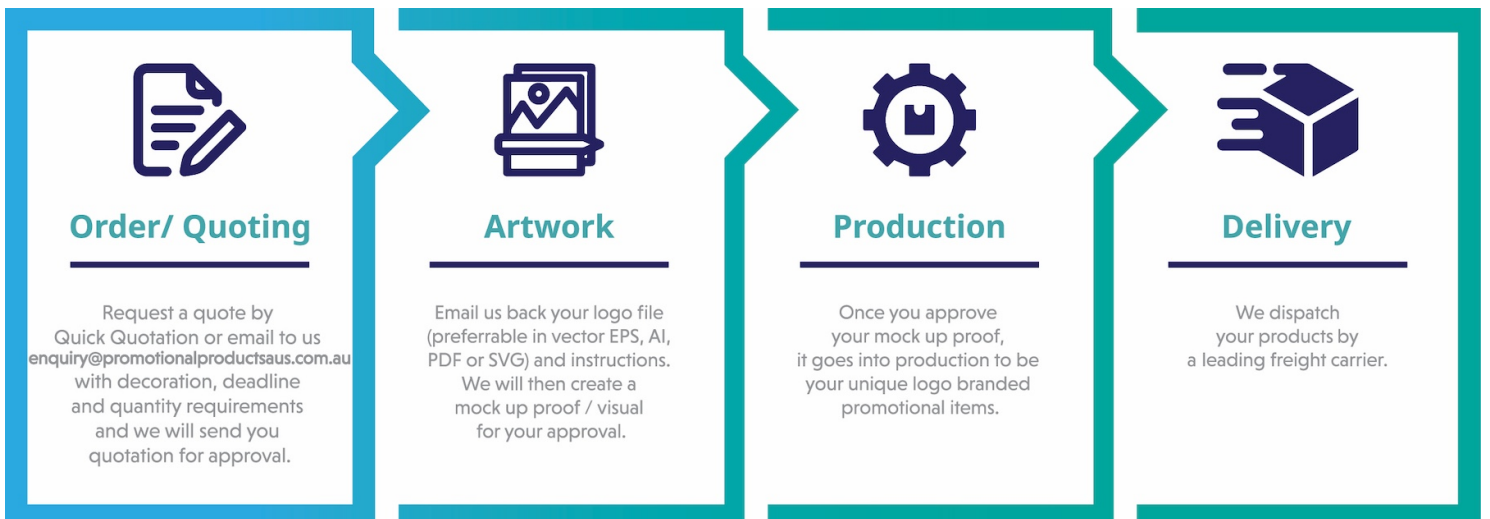 Order/ Quoting
Request a quote by
Quick Quotation or email to us
enquiry@promotionalproductsaus.com.au
with decoration, deadline
and quantity requirements
and we will send you
quotation for approval.
Artwork
Email us back your logo file
(preferrable in vector EPS, AI,
PDF or SVG) and instructions.
We will then create a
mock up proof / visual
for your approval.
Production
Once you approve
your mock up proof,
it goes into production to be
your unique logo branded
promotional items.
Delivery
We dispatch
your products by
a leading freight carrier.